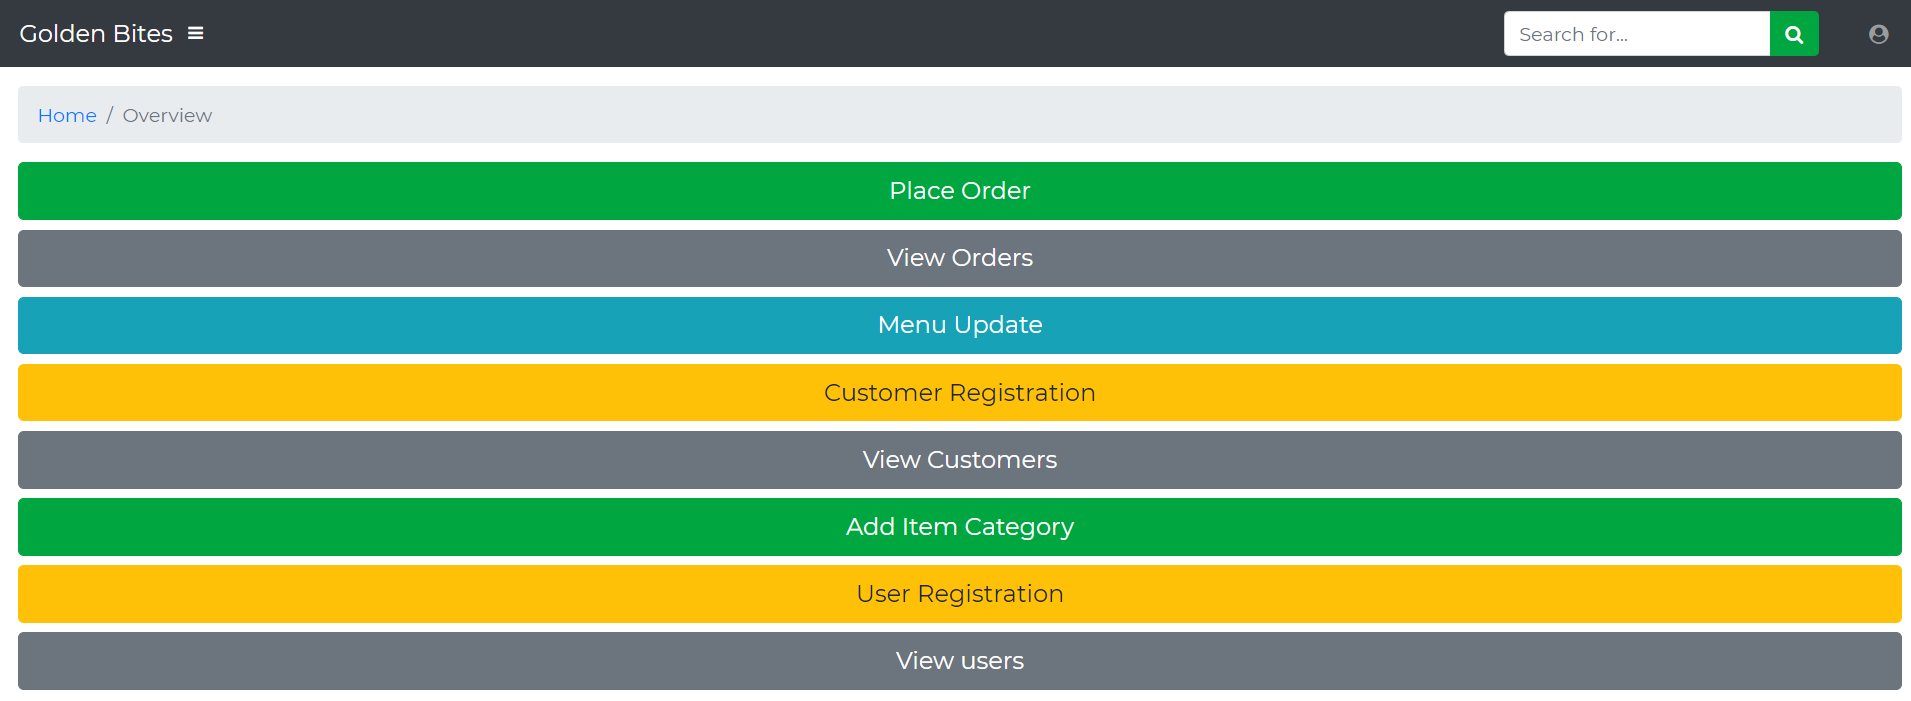 Golden Bites
Search for...
Home / Overview
Place Order
View Orders
Menu Update
Customer Registration
View Customers
Add Item Category
User Registration
View users